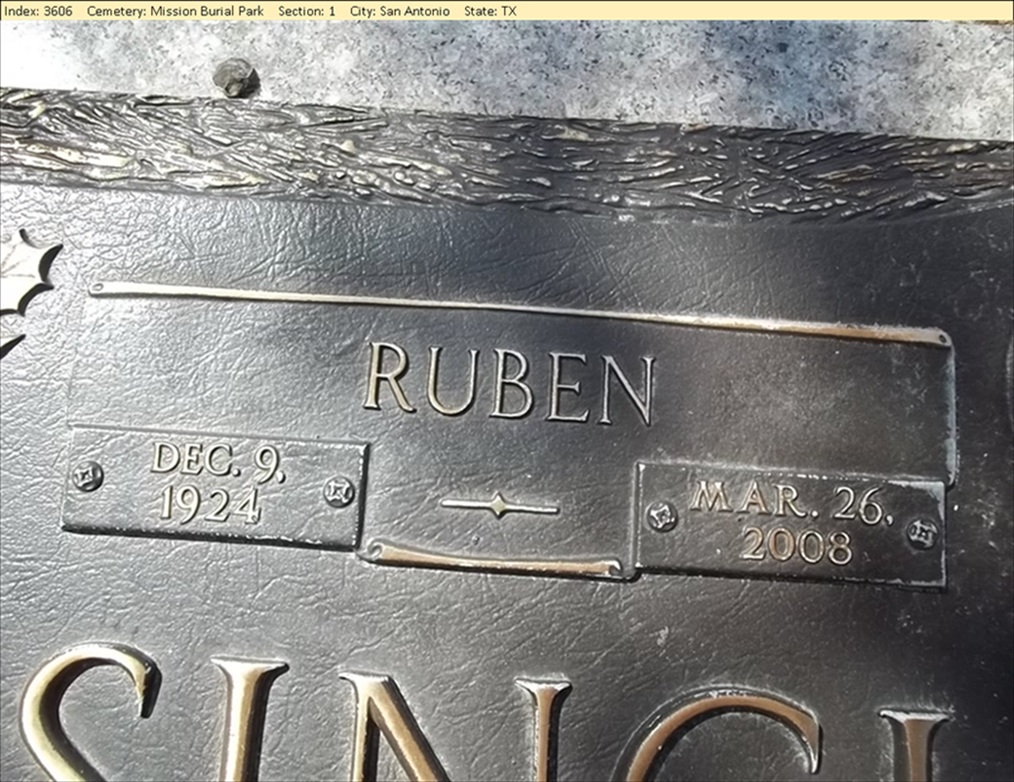 Index: 3606 Cemetery: Mission Burial Park Section: 1 City: San Antonio State: TX
RUBEN
DEC. 9,
1924
MAR. 26,
2008